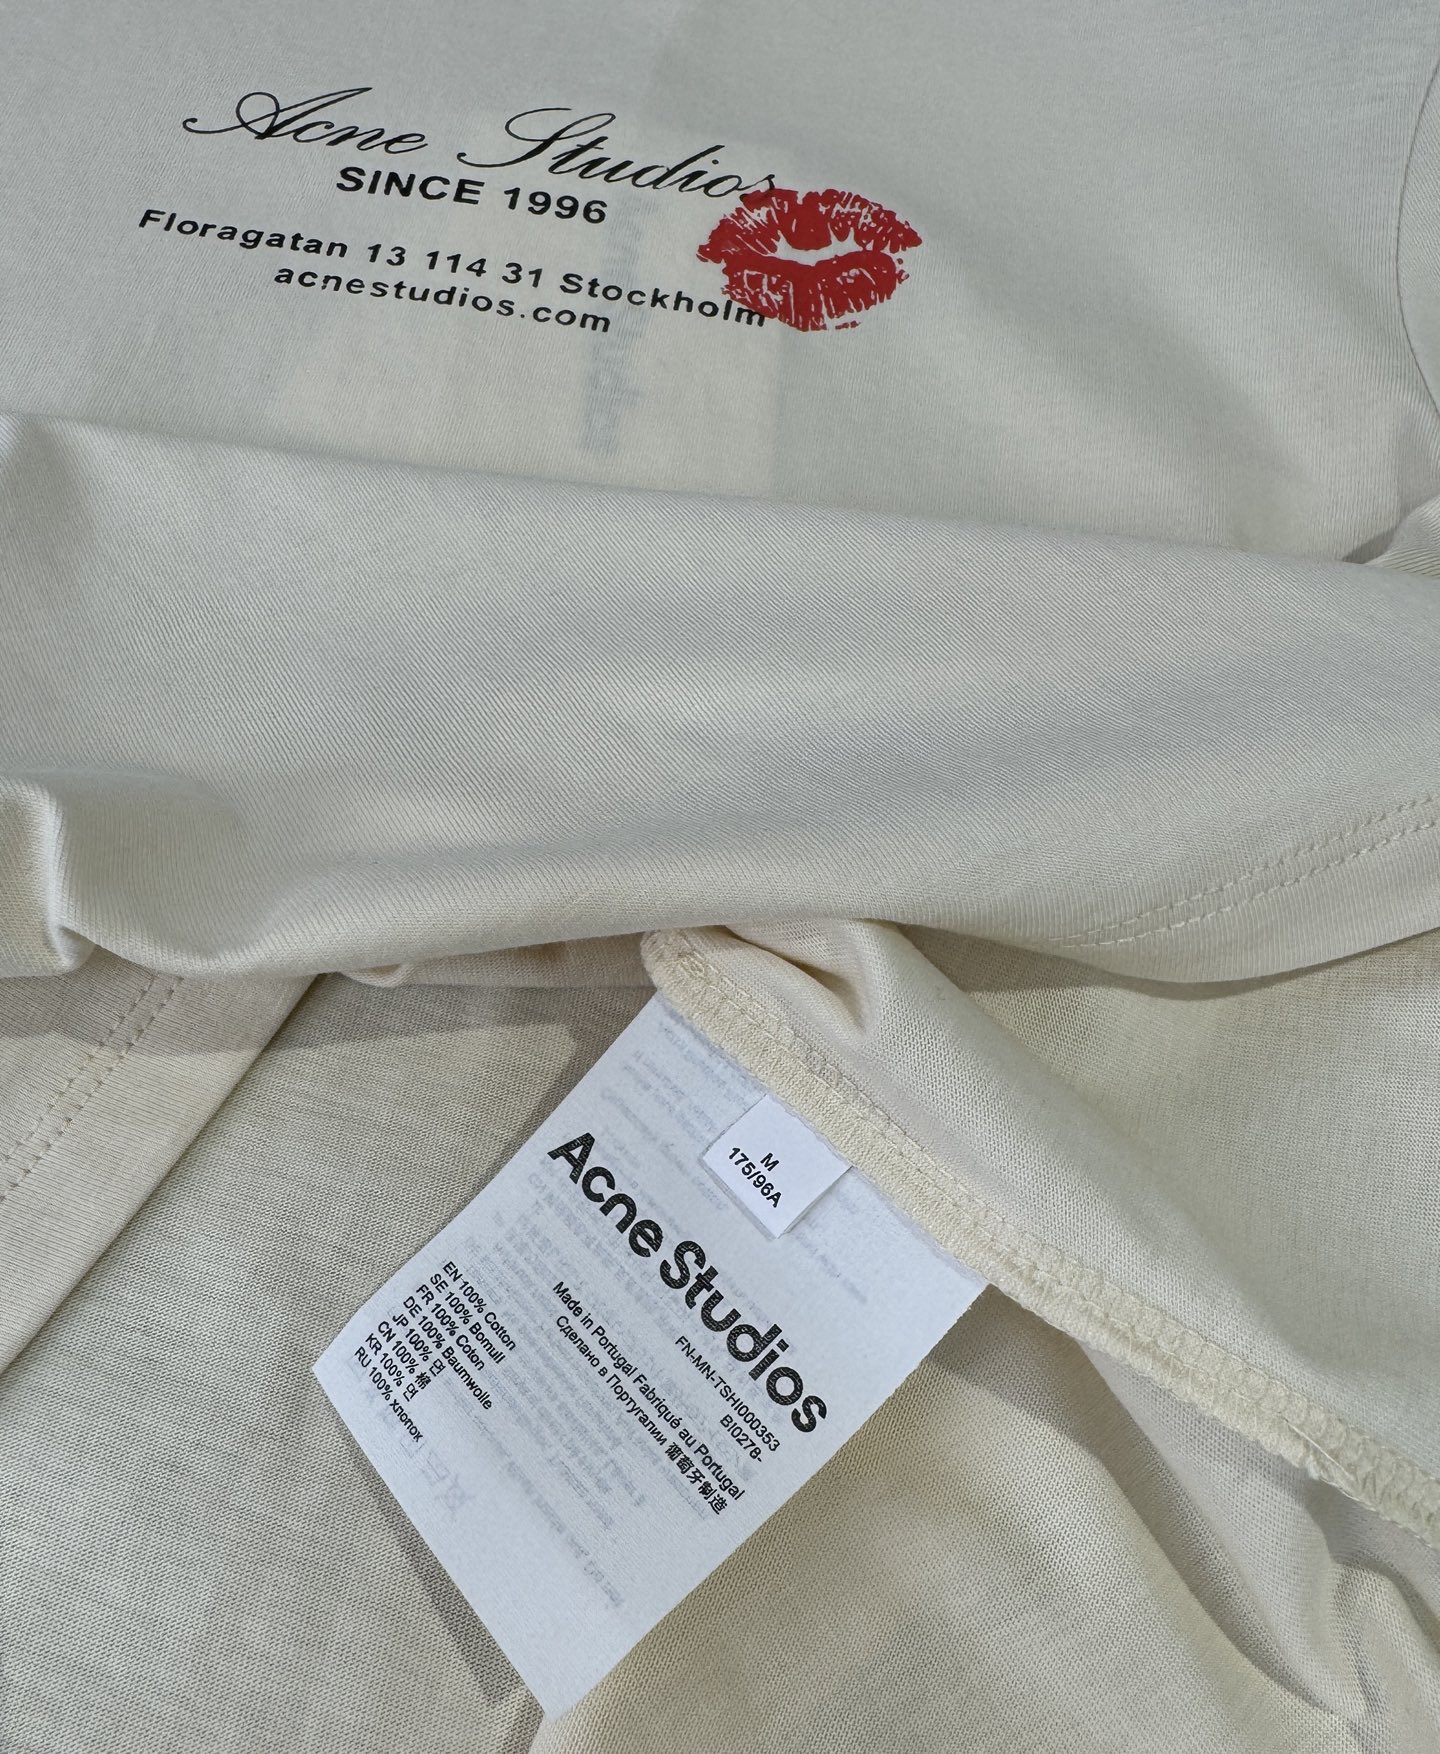 Acne Studios
SINCE 1996
Floragatan 13 114 31 Stockholm
acnestudios.com
M
175/96A
Acne Studios
FN-MN-TSHI000353
BI0278-
Made in Portugal Fabriqué au Portugal
Сделано в Португалии 葡萄牙制造
EN 100% Cotton
SE 100% Bomull
FR 100% Coton
DE 100% Baumwolle
JP 100% 면
CN 100% 棉
KR 100% 면
RU 100% хлопок